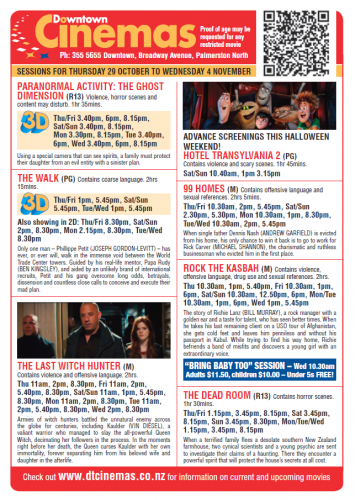 Downtown
Cinemas
Proof of age may be
requested for any
restricted movie
Ph: 355 5655 Downtown, Broadway Avenue, Palmerston North
SESSIONS FOR THURSDAY 29 OCTOBER TO WEDNESDAY 4 NOVEMBER
PARANORMAL ACTIVITY: THE GHOST
DIMENSION (R13) Violence, horror scenes and
content may disturb. 1hr 35mins.
3D
Thu/Fri 3.40pm, 6pm, 8.15pm,
Sat/Sun 3.40pm, 8.15pm,
Mon 3.30pm, 8.15pm, Tue 3.40pm,
6pm, Wed 3.40pm, 6pm, 8.15pm
Using a special camera that can see spirits, a family must protect
their daughter from an evil entity with a sinister plan.
THE WALK (PG) Contains coarse language. 2hrs
15mins.
3D
Thu/Fri 1pm, 5.45pm, Sat/Sun
5.45pm, Tue/Wed 1pm, 5.45pm
Also showing in 2D: Thu/Fri 8.30pm, Sat/Sun
2pm, 8.30pm, Mon 2.15pm, 8.30pm, Tue/Wed
8.30pm
Only one man – Phillippe Petit (JOSEPH GORDON-LEVITT) – has
ever, or ever will, walk in the immense void between the World
Trade Center towers. Guided by his real-life mentor, Papa Rudy
(BEN KINGSLEY), and aided by an unlikely band of international
recruits, Petit and his gang overcome long odds, betrayals,
dissension and countless close calls to conceive and execute their
mad plan.
THE LAST WITCH HUNTER (M)
Contains violence and offensive language. 2hrs.
Thu 11am, 2pm, 8.30pm, Fri 11am, 2pm,
5.40pm, 8.30pm, Sat/Sun 11am, 1pm, 5.45pm,
8.30pm, Mon 11am, 2pm, 8.30pm, Tue 11am,
2pm, 5.40pm, 8.30pm, Wed 2pm, 8.30pm
Armies of witch hunters battled the unnatural enemy across
the globe for centuries, including Kaulder (VIN DIESEL), a
valiant warrior who managed to slay the all-powerful Queen
Witch, decimating her followers in the process. In the moments
right before her death, the Queen curses Kaulder with her own
immortality, forever separating him from his beloved wife and
daughter in the afterlife.
ADVANCE SCREENINGS THIS HALLOWEEN
WEEKEND!
HOTEL TRANSYLVANIA 2 (PG)
Contains violence and scary scenes. 1hr 45mins.
Sat/Sun 10.40am, 1pm 3.15pm
99 HOMES (M) Contains offensive language and
sexual references. 2hrs 5mins.
Thu/Fri 10.30am, 2pm, 5.45pm, Sat/Sun
2.30pm, 5.30pm, Mon 10.30am, 1pm, 8.30pm,
Tue/Wed 10.30am, 2pm, 5.45pm
When single father Dennis Nash (ANDREW GARFIELD) is evicted
from his home, his only chance to win it back is to go to work for
Rick Carver (MICHAEL SHANNON), the charismatic and ruthless
businessman who evicted him in the first place.
ROCK THE KASBAH (M) Contains violence,
offensive language, drug use and sexual references. 2hrs.
Thu 10.30am, 1pm, 5.40pm, Fri 10.30am, 1pm,
6pm, Sat/Sun 10.30am, 12.50pm, 6pm, Mon/Tue
10.30am, 1pm, 6pm, Wed 1pm, 5.45pm
The story of Richie Lanz (BILL MURRAY), a rock manager with a
golden ear and a taste for talent, who has seen better times. When
he takes his last remaining client on a USO tour of Afghanistan,
she gets cold feet and leaves him penniless and without his
passport in Kabul. While trying to find his way home, Richie
befriends a band of misfits and discovers a young girl with an
extraordinary voice.
"BRING BABY TOO" SESSION – Wed 10.30am
Adults $11.50, children $10.00 – Under 5s FREE!
THE DEAD ROOM (R13) Contains horror scenes.
1hr 30mins.
Thu/Fri 1.15pm, 3.45pm, 8.15pm, Sat 3.45pm,
8.15pm, Sun 3.45pm, 8.30pm, Mon/Tue/Wed
1.15pm, 3.45pm, 8.15pm
When a terrified family flees a desolate southern New Zealand
farmhouse, two cynical scientists and a young psychic are sent
to investigate their claims of a haunting. There they encounter a
powerful spirit that will protect the house's secrets at all cost.
Check out www.dtcinemas.co.nz for information on current and upcoming movies